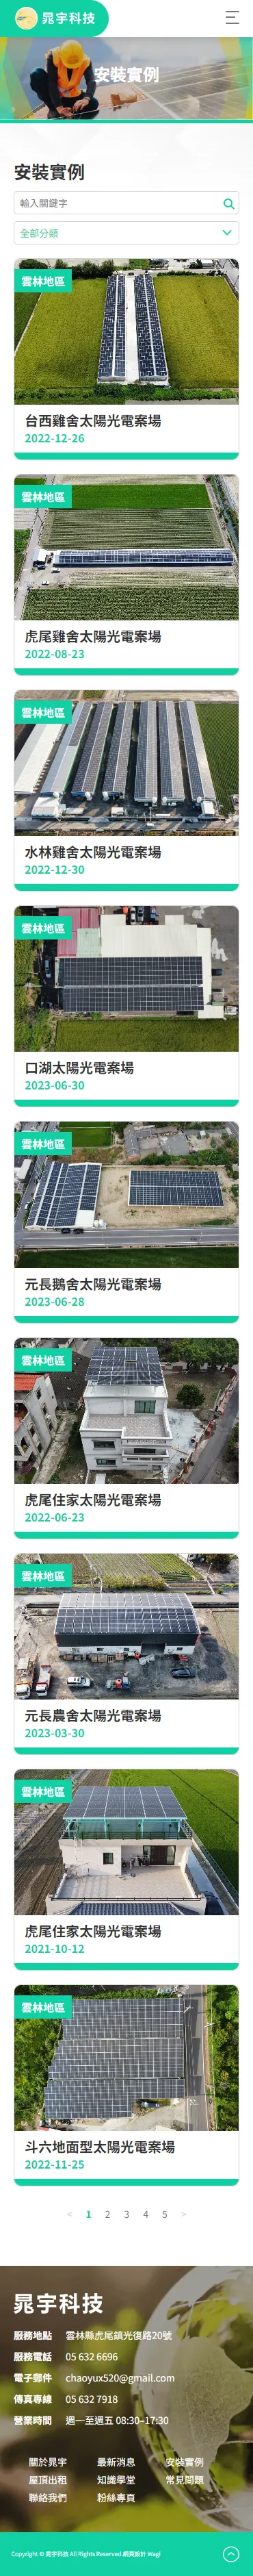 晁宇科技
安裝實例
安裝實例
輸入關鍵字
全部分類
雲林地區
台西雞舍太陽光電案場
2022-12-26
雲林地區
虎尾雞舍太陽光電案場
2022-08-23
雲林地區
水林雞舍太陽光電案場
2022-12-30
雲林地區
口湖太陽光電案場
2023-06-30
雲林地區
元長鵝舍太陽光電案場
2023-06-28
雲林地區
虎尾住家太陽光電案場
2022-06-23
雲林地區
元長農舍太陽光電案場
2023-03-30
雲林地區
虎尾住家太陽光電案場
2021-10-12
雲林地區
斗六地面型太陽光電案場
2022-11-25
< 1 2 3 4 5 >
晁宇科技
服務地點 雲林縣虎尾鎮光復路20號
服務電話 05 632 6696
電子郵件 chaoyux520@gmail.com
傳真專線 05 632 7918
營業時間 週一至週五 08:30–17:30
關於晁宇 最新消息 安裝實例
屋頂出租 知識學堂 常見問題
聯絡我們 粉絲專頁
Copyright © 晁宇科技 All Rights Reserved.網頁設計 iWagi